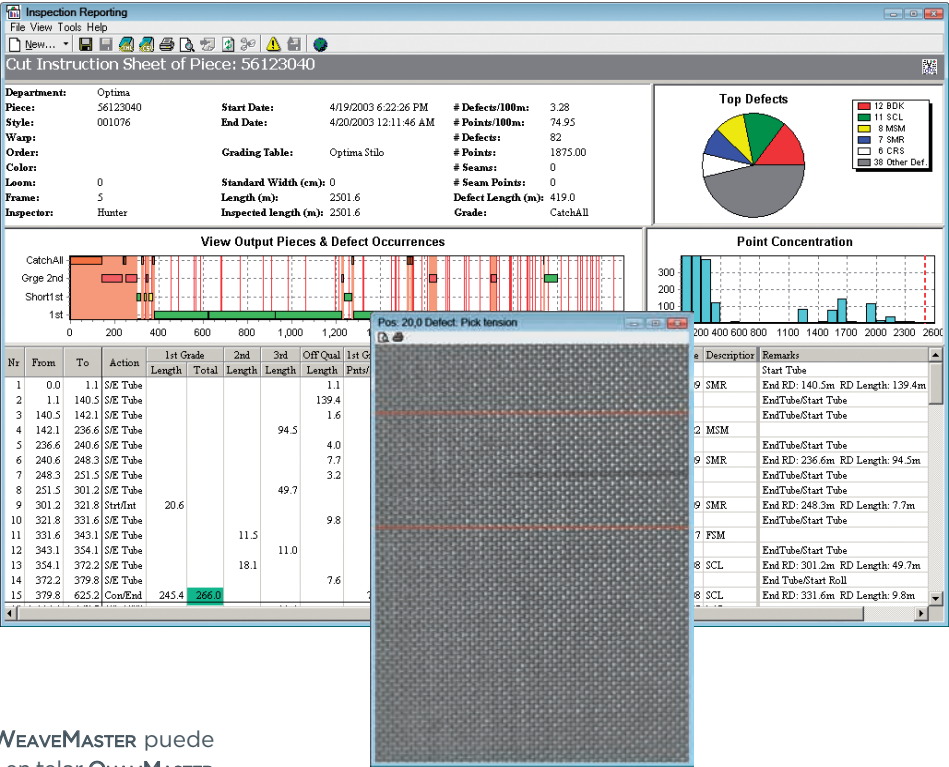 Inspection Reporting
File View Tools Help
New...
Cut Instruction Sheet of Piece: 56123040
Department: Optima
Piece: 56123040 Start Date: 4/19/2003 6:22:26 PM # Defects/100m: 3.28
Style: 001076 End Date: 4/20/2003 12:11:46 AM # Points/100m: 74.95
Warp: # Defects: 82
Order: Grading Table: Optima Stilo # Points: 1875.00
Color: # Seams: 0
Loom: 0 Standard Width (cm): 0 # Seam Points: 0
Frame: 5 Length (m): 2501.6 Defect Length (m): 419.0
Inspector: Hunter Inspected length (m): 2501.6 Grade: CatchAll
Top Defects
12 BDK
11 SCL
8 MSM
7 SMR
6 CRS
38 Other Def.
View Output Pieces & Defect Occurrences
CatchAll
Grge 2nd
Short1st
1st
0 200 400 600 800 1,000 1,200
Point Concentration
300
200
100
200 400 600 800 1100 1400 1700 2000 2300 2600
Pos: 20,0 Defect: Pick tension
Nr From To Action 1st Grade 2nd 3rd Off Qual Description Remarks
Length Total Length Length Length Pnts/
Start Tube
1 0.0 1.1 S/E Tube 1.1 SMR End RD: 140.5m RD Length: 139.4m
2 1.1 140.5 S/E Tube 139.4 EndTube/Start Tube
3 140.5 142.1 S/E Tube 1.6 EndTube/Start Tube
4 142.1 236.6 S/E Tube 94.5 MSM
5 236.6 240.6 S/E Tube 4.0 EndTube/Start Tube
6 240.6 248.3 S/E Tube 7.7 SMR End RD: 236.6m RD Length: 94.5m
7 248.3 251.5 S/E Tube 3.2 EndTube/Start Tube
8 251.5 301.2 S/E Tube 49.7 EndTube/Start Tube
9 301.2 321.8 Strt/Int 20.6 SMR End RD: 248.3m RD Length: 7.7m
10 321.8 331.6 S/E Tube 9.8 EndTube/Start Tube
11 331.6 343.1 S/E Tube 11.5 FSM
12 343.1 354.1 S/E Tube 11.0 EndTube/Start Tube
13 354.1 372.2 S/E Tube 18.1 SCL End RD: 301.2m RD Length: 49.7m
14 372.2 379.8 S/E Tube 7.6 End Tube/Start Roll
15 379.8 625.2 Con/End 245.4 266.0 SCL End RD: 331.6m RD Length: 9.8m
WEAVEMASTER puede